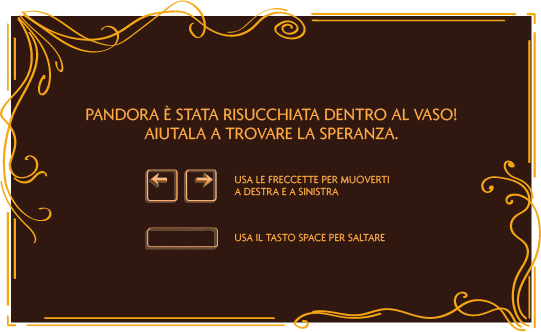 PANDORA È STATA RISUCCHIATA DENTRO AL VASO!
AIUTALA A TROVARE LA SPERANZA.
USA LE FRECCETTE PER MUOVERTI
A DESTRA E A SINISTRA
USA IL TASTO SPACE PER SALTARE